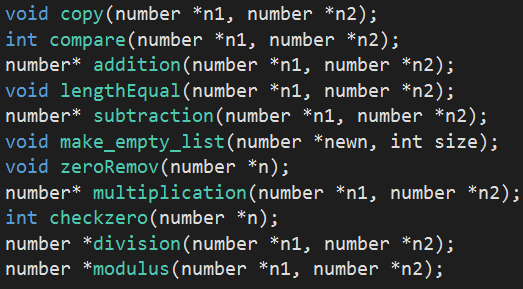 void copy(number *n1, number *n2);
int compare(number *n1, number *n2);
number* addition(number *n1, number *n2);
void lengthEqual(number *n1, number *n2);
number* subtraction(number *n1, number *n2);
void make_empty_list(number *newn, int size);
void zeroRemov(number *n);
number* multiplication(number *n1, number *n2);
int checkzero(number *n);
number *division(number *n1, number *n2);
number *modulus(number *n1, number *n2);